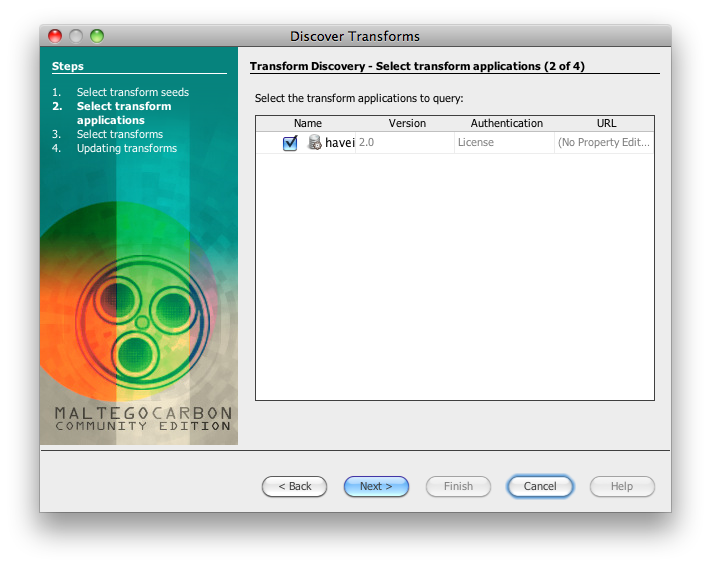 Discover Transforms
Steps
1. Select transform seeds
2. Select transform
applications
3. Select transforms
4. Updating transforms
MALTEGOCARBON
COMMUNITY EDITION
Transform Discovery - Select transform applications (2 of 4)
Select the transform applications to query:
Name Version Authentication URL
havei 2.0 License (No Property Edit...
< Back Next > Finish Cancel Help